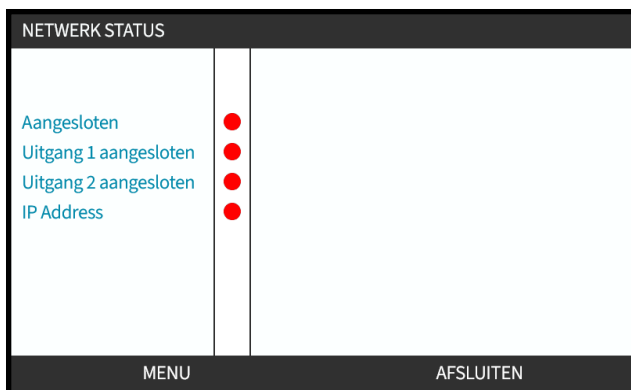 NETWERK STATUS
Aangesloten
Uitgang 1 aangesloten
Uitgang 2 aangesloten
IP Address
MENU
AFSLUITEN